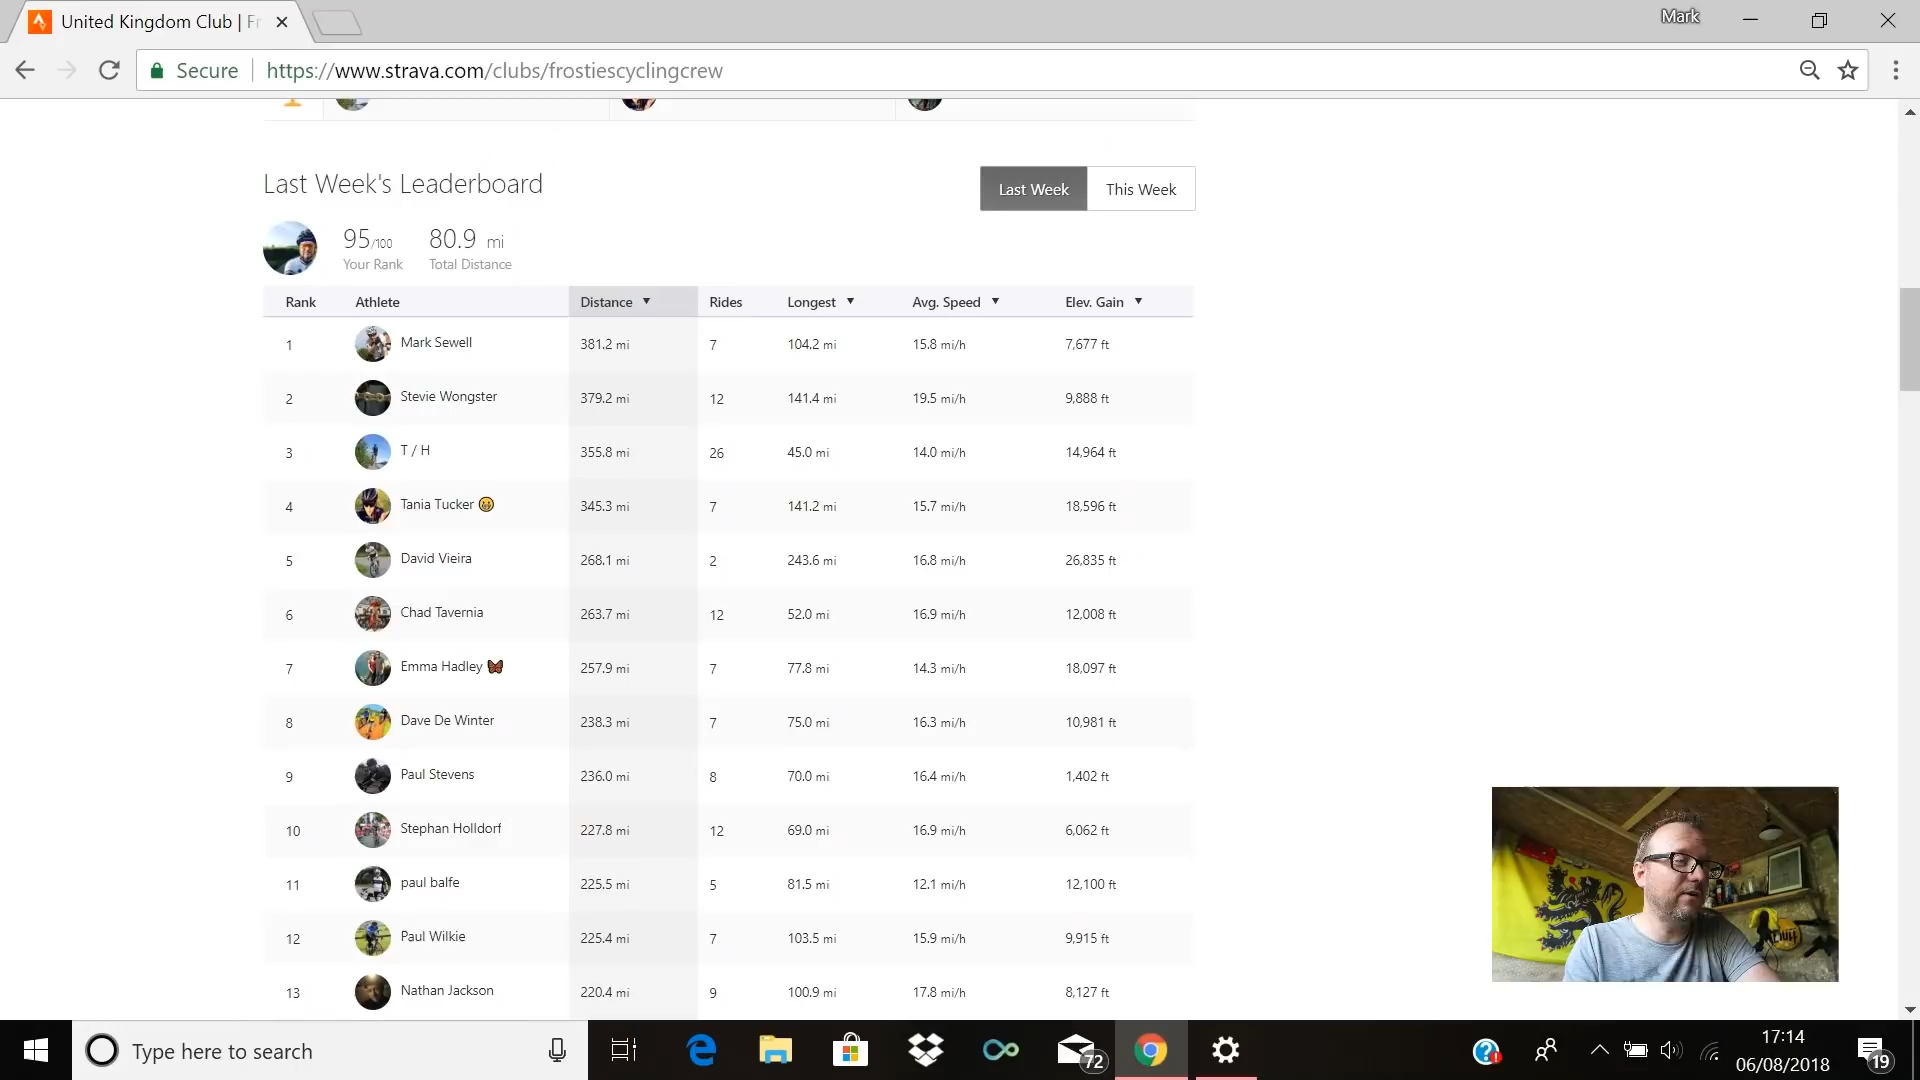 United Kingdom Club | Fr
Mark
Secure
https://www.strava.com/clubs/frostiescyclingcrew
Last Week's Leaderboard
Last Week
This Week
95/100
80.9 mi
Your Rank
Total Distance
Rank Athlete Distance ▼ Rides Longest ▼ Avg. Speed ▼ Elev. Gain ▼
1 Mark Sewell 381.2 mi 7 104.2 mi 15.8 mi/h 7,677 ft
2 Stevie Wongster 379.2 mi 12 141.4 mi 19.5 mi/h 9,888 ft
3 T / H 355.8 mi 26 45.0 mi 14.0 mi/h 14,964 ft
4 Tania Tucker 345.3 mi 7 141.2 mi 15.7 mi/h 18,596 ft
5 David Vieira 268.1 mi 2 243.6 mi 16.8 mi/h 26,835 ft
6 Chad Tavernia 263.7 mi 12 52.0 mi 16.9 mi/h 12,008 ft
7 Emma Hadley 257.9 mi 7 77.8 mi 14.3 mi/h 18,097 ft
8 Dave De Winter 238.3 mi 7 75.0 mi 16.3 mi/h 10,981 ft
9 Paul Stevens 236.0 mi 8 70.0 mi 16.4 mi/h 1,402 ft
10 Stephan Holldorf 227.8 mi 12 69.0 mi 16.9 mi/h 6,062 ft
11 paul balfe 225.5 mi 5 81.5 mi 12.1 mi/h 12,100 ft
12 Paul Wilkie 225.4 mi 7 103.5 mi 15.9 mi/h 9,915 ft
13 Nathan Jackson 220.4 mi 9 100.9 mi 17.8 mi/h 8,127 ft
Type here to search
72
17:14
06/08/2018
19